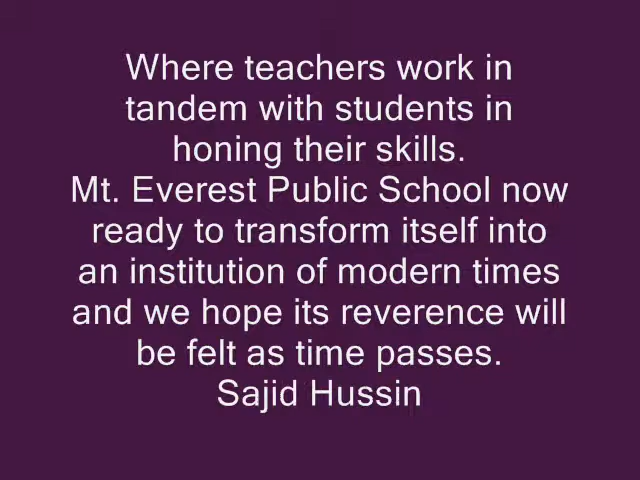 Where teachers work in
tandem with students in
honing their skills.
Mt. Everest Public School now
ready to transform itself into
an institution of modern times
and we hope its reverence will
be felt as time passes.
Sajid Hussin